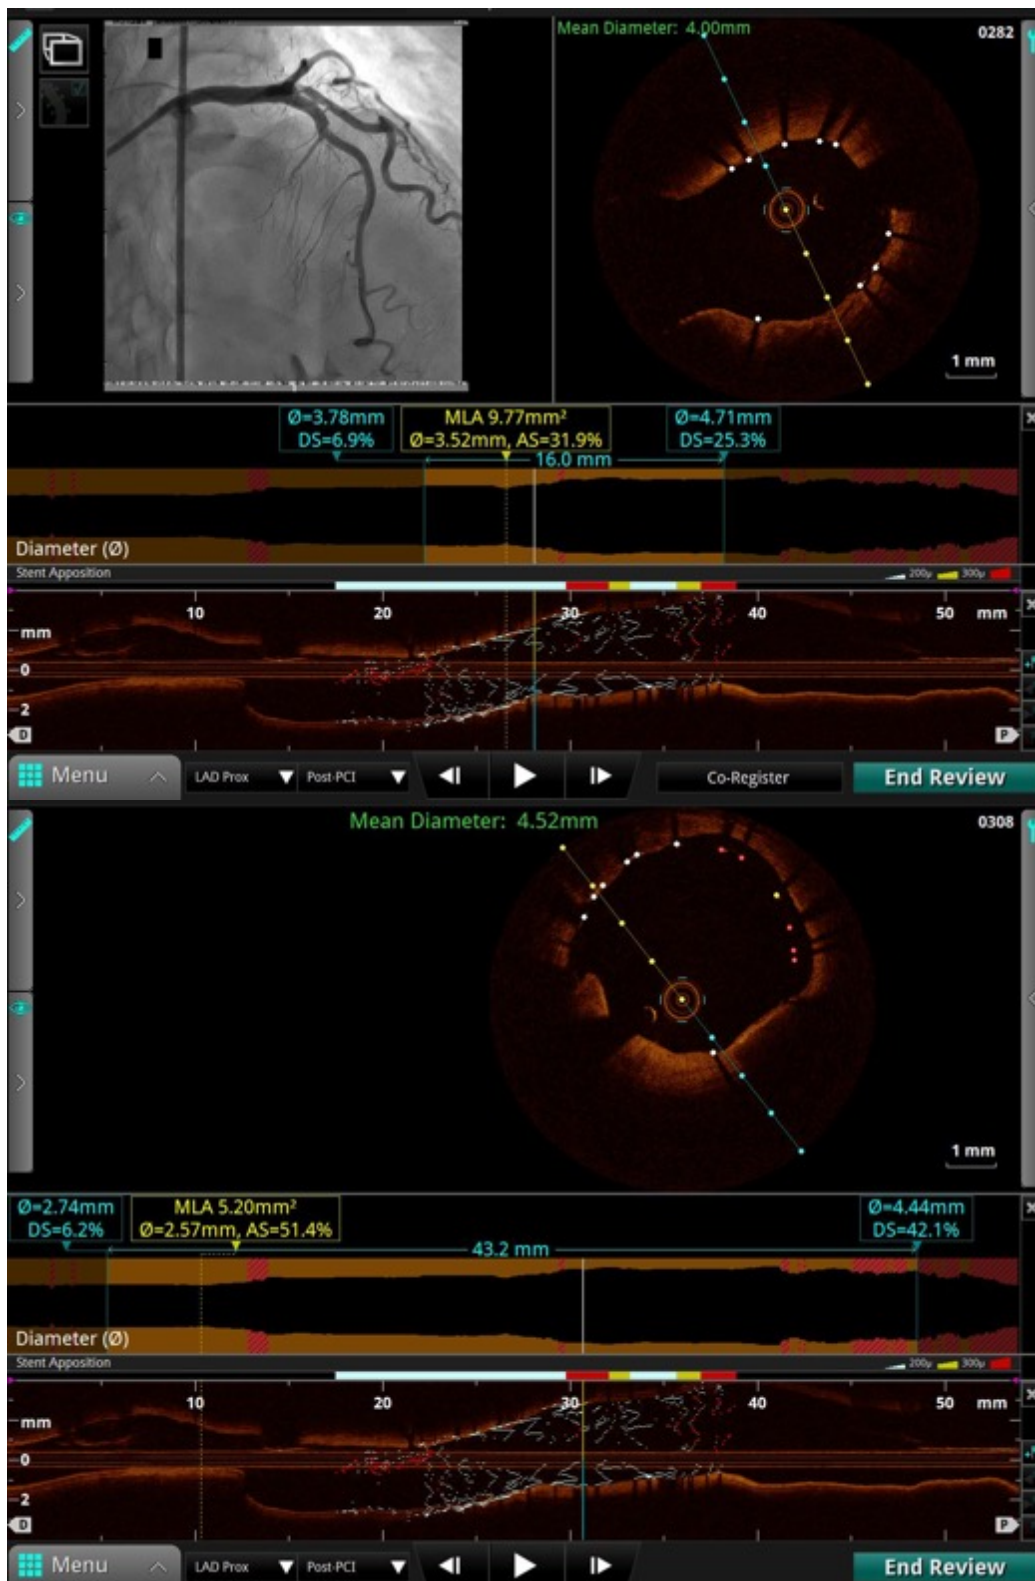 Mean Diameter: 4.00mm
0282
1 mm
Ø=3.78mm
DS=6.9%
MLA 9.77mm²
Ø=3.52mm, AS=31.9%
Ø=4.71mm
DS=25.3%
16.0 mm
Diameter (Ø)
Stent Apposition
200µ
300µ
10
20
30
40
50
mm
mm
0
2
D
P
Menu
LAD Prox
Post-PCI
Co-Register
End Review
Mean Diameter: 4.52mm
0308
1 mm
Ø=2.74mm
DS=6.2%
MLA 5.20mm²
Ø=2.57mm, AS=51.4%
Ø=4.44mm
DS=42.1%
43.2 mm
Diameter (Ø)
Stent Apposition
200µ
300µ
10
20
30
40
50
mm
mm
0
2
D
P
Menu
LAD Prox
Post-PCI
End Review